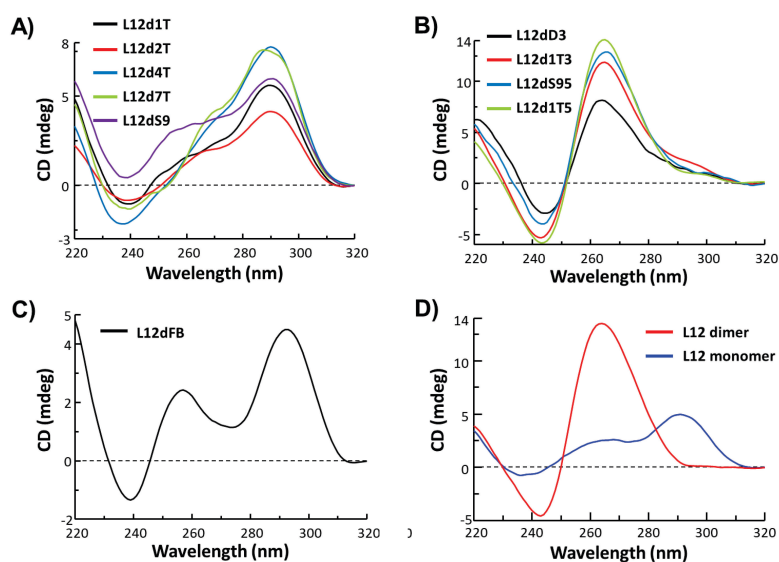 A)
L12d1T
L12d2T
L12d4T
L12d7T
L12dS9
CD (mdeg)
8
5
0
-3
220 240 260 280 300 320
Wavelength (nm)
B)
L12dD3
L12d1T3
L12dS95
L12d1T5
CD (mdeg)
14
10
5
0
-5
220 240 260 280 300 320
Wavelength (nm)
C)
L12dFB
CD (mdeg)
5
4
2
0
-2
220 240 260 280 300 320
Wavelength (nm)
D)
L12 dimer
L12 monomer
CD (mdeg)
14
10
5
0
-5
0
220 240 260 280 300 320
Wavelength (nm)